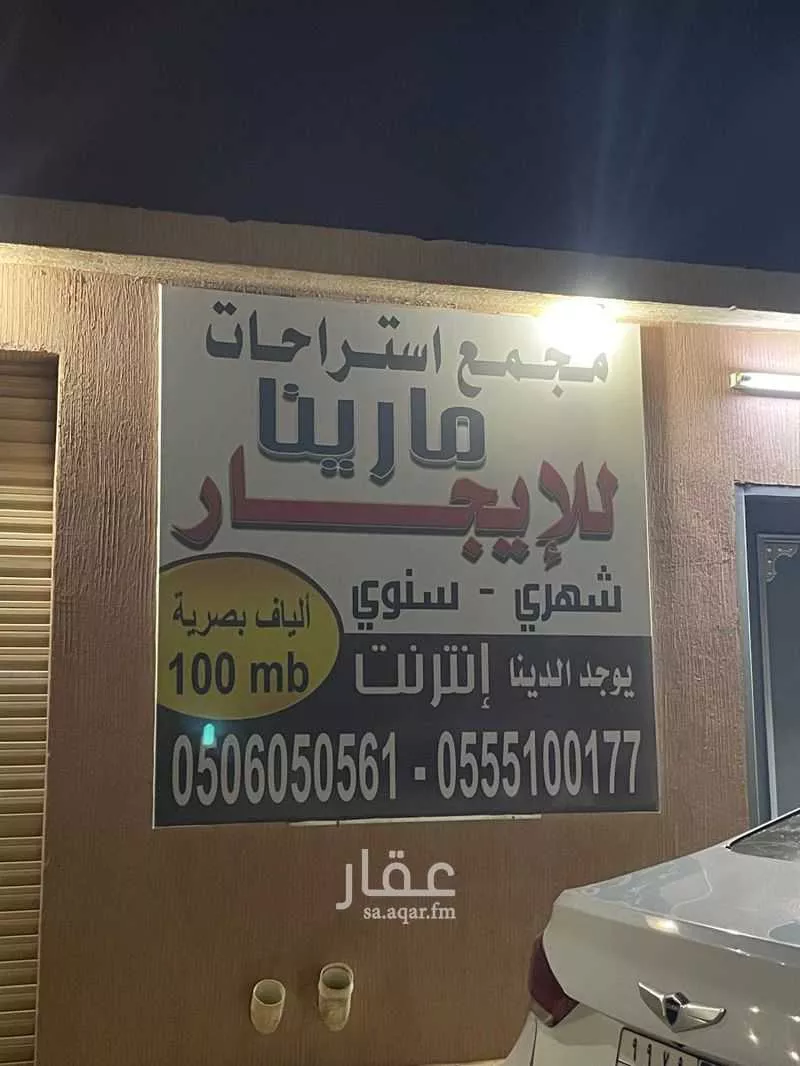 مجمع استراحات
مارينا
للإيجار
شهري - سنوي
ألياف بصرية
100 mb
يوجد الدينا إنترنت
0506050561 - 0555100177
عقار
sa.aqar.fm